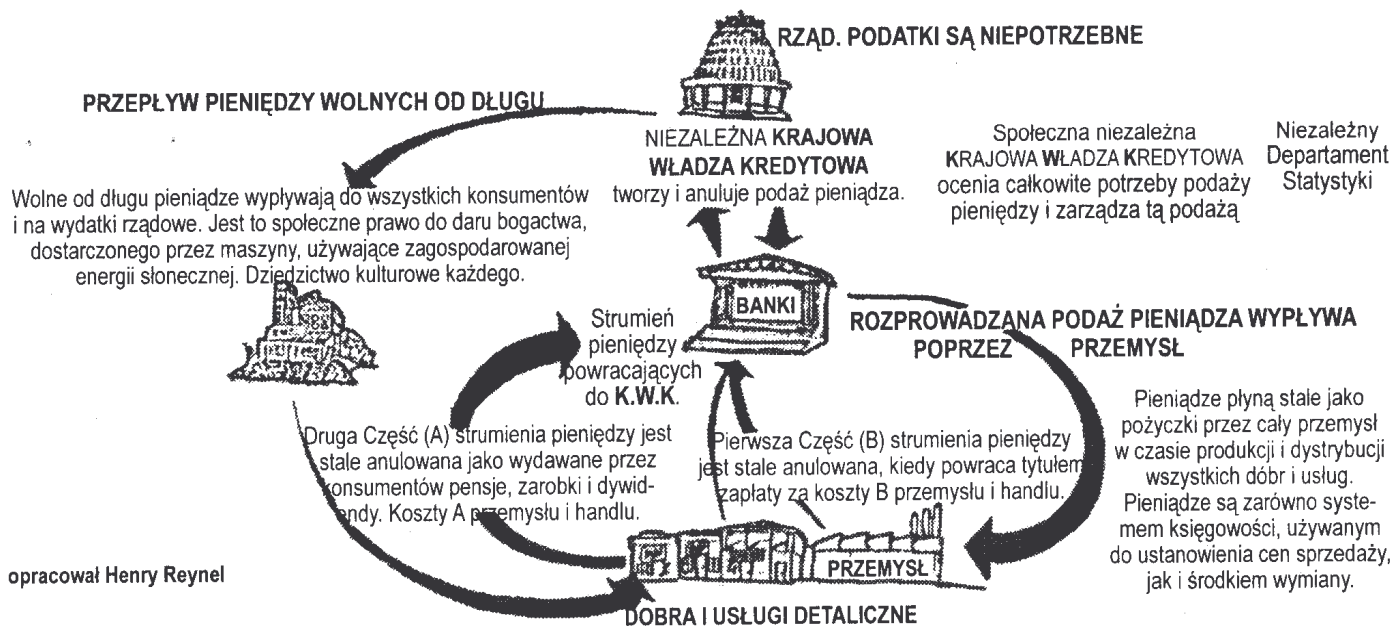 RZĄD. PODATKI SĄ NIEPOTRZEBNE
PRZEPŁYW PIENIĘDZY WOLNYCH OD DŁUGU
NIEZALEŻNA KRAJOWA
WŁADZA KREDYTOWA
tworzy i anuluje podaż pieniądza.
Społeczna niezależna
KRAJOWA WŁADZA KREDYTOWA
ocenia całkowite potrzeby podaży
pieniędzy i zarządza tą podażą
Niezależny
Departament
Statystyki
Wolne od długu pieniądze wypływają do wszystkich konsumentów
i na wydatki rządowe. Jest to społeczne prawo do daru bogactwa,
dostarczonego przez maszyny, używające zagospodarowanej
energii słonecznej. Dziedzictwo kulturowe każdego.
BANKI
Strumień
pieniędzy
powracających
do K.W.K.
ROZPROWADZANA PODAŻ PIENIĄDZA WYPŁYWA
POPRZEZ PRZEMYSŁ
Pieniądze płyną stale jako
pożyczki przez cały przemysł
w czasie produkcji i dystrybucji
wszystkich dóbr i usług.
Pieniądze są zarówno syste-
mem księgowości, używanym
do ustanowienia cen sprzedaży,
jak i środkiem wymiany.
Druga Część (A) strumienia pieniędzy jest
stale anulowana jako wydawane przez
konsumentów pensje, zarobki i dywid-
endy. Koszty A przemysłu i handlu.
Pierwsza Część (B) strumienia pieniędzy
jest stale anulowana, kiedy powraca tytułem
zapłaty za koszty B przemysłu i handlu.
PRZEMYSŁ
DOBRA I USŁUGI DETALICZNE
opracował Henry Reynel